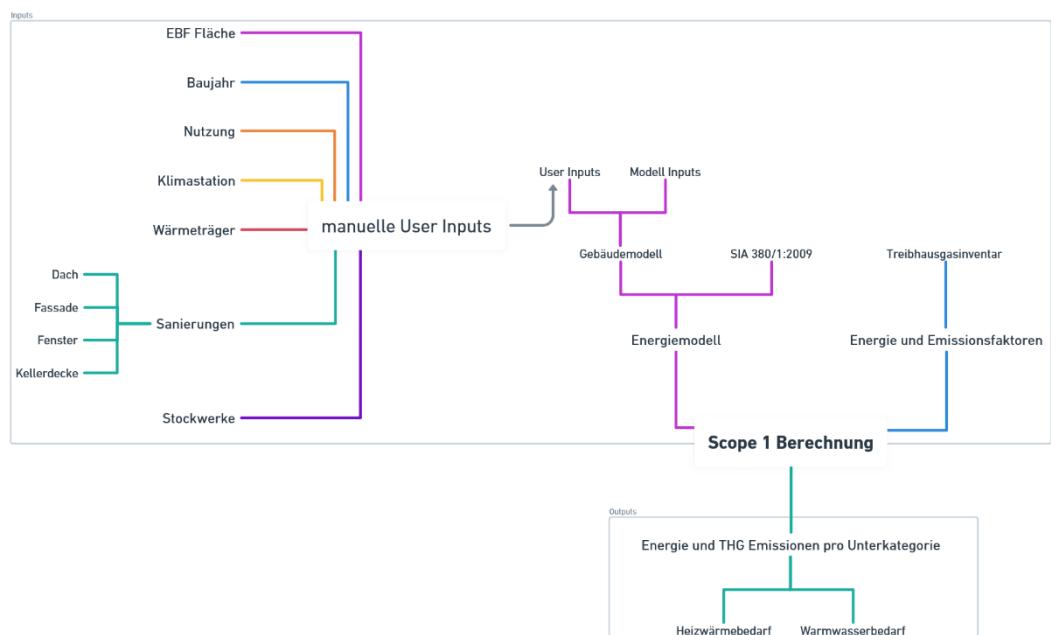 Inputs
EBF Fläche
Baujahr
Nutzung
Klimastation
Wärmeträger
manuelle User Inputs
Dach
Fassade
Fenster
Kellerdecke
Sanierungen
Stockwerke
User Inputs
Modell Inputs
Gebäudemodell
SIA 380/1:2009
Treibhausgasinventar
Energiemodell
Energie und Emissionsfaktoren
Scope 1 Berechnung
Outputs
Energie und THG Emissionen pro Unterkategorie
Heizwärmebedarf
Warmwasserbedarf